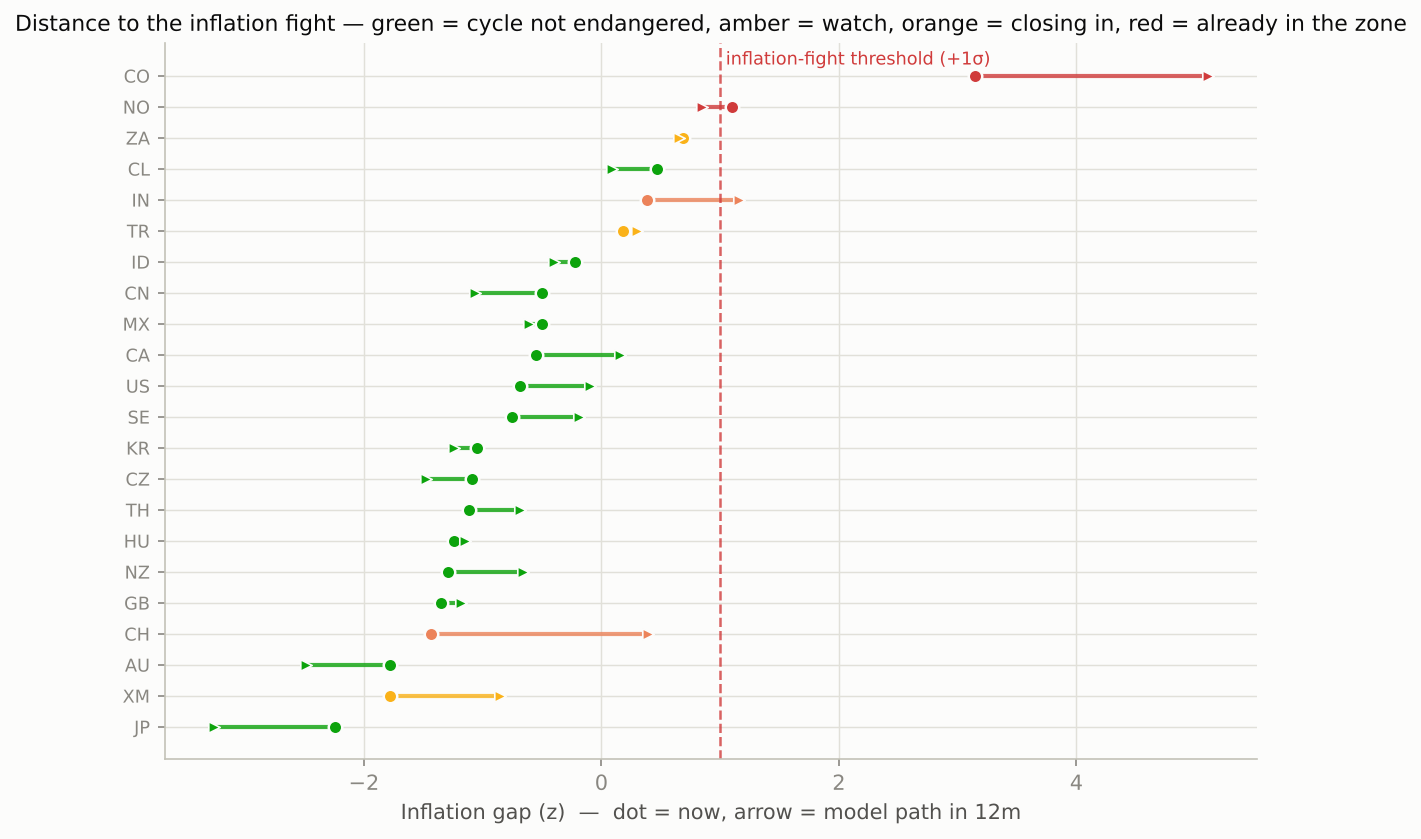 Distance to the inflation fight — green = cycle not endangered, amber = watch, orange = closing in, red = already in the zone
inflation-fight threshold (+1σ)
CO
NO
ZA
CL
IN
TR
ID
CN
MX
CA
US
SE
KR
CZ
TH
HU
NZ
GB
CH
AU
XM
JP
−2 0 2 4
Inflation gap (z) — dot = now, arrow = model path in 12m